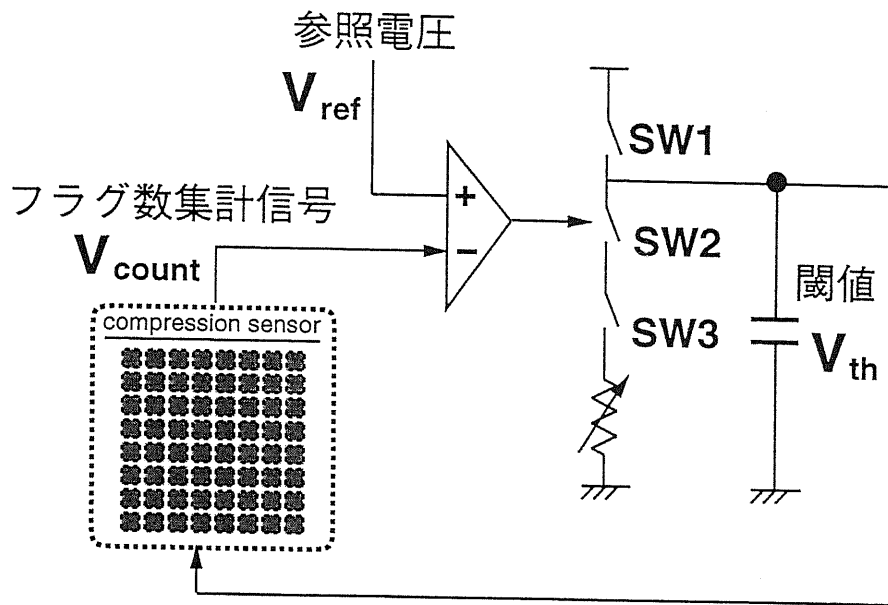 参照電圧
Vref
SW1
+
フラグ数集計信号
Vcount
−
SW2
閾値
Vth
compression sensor
SW3